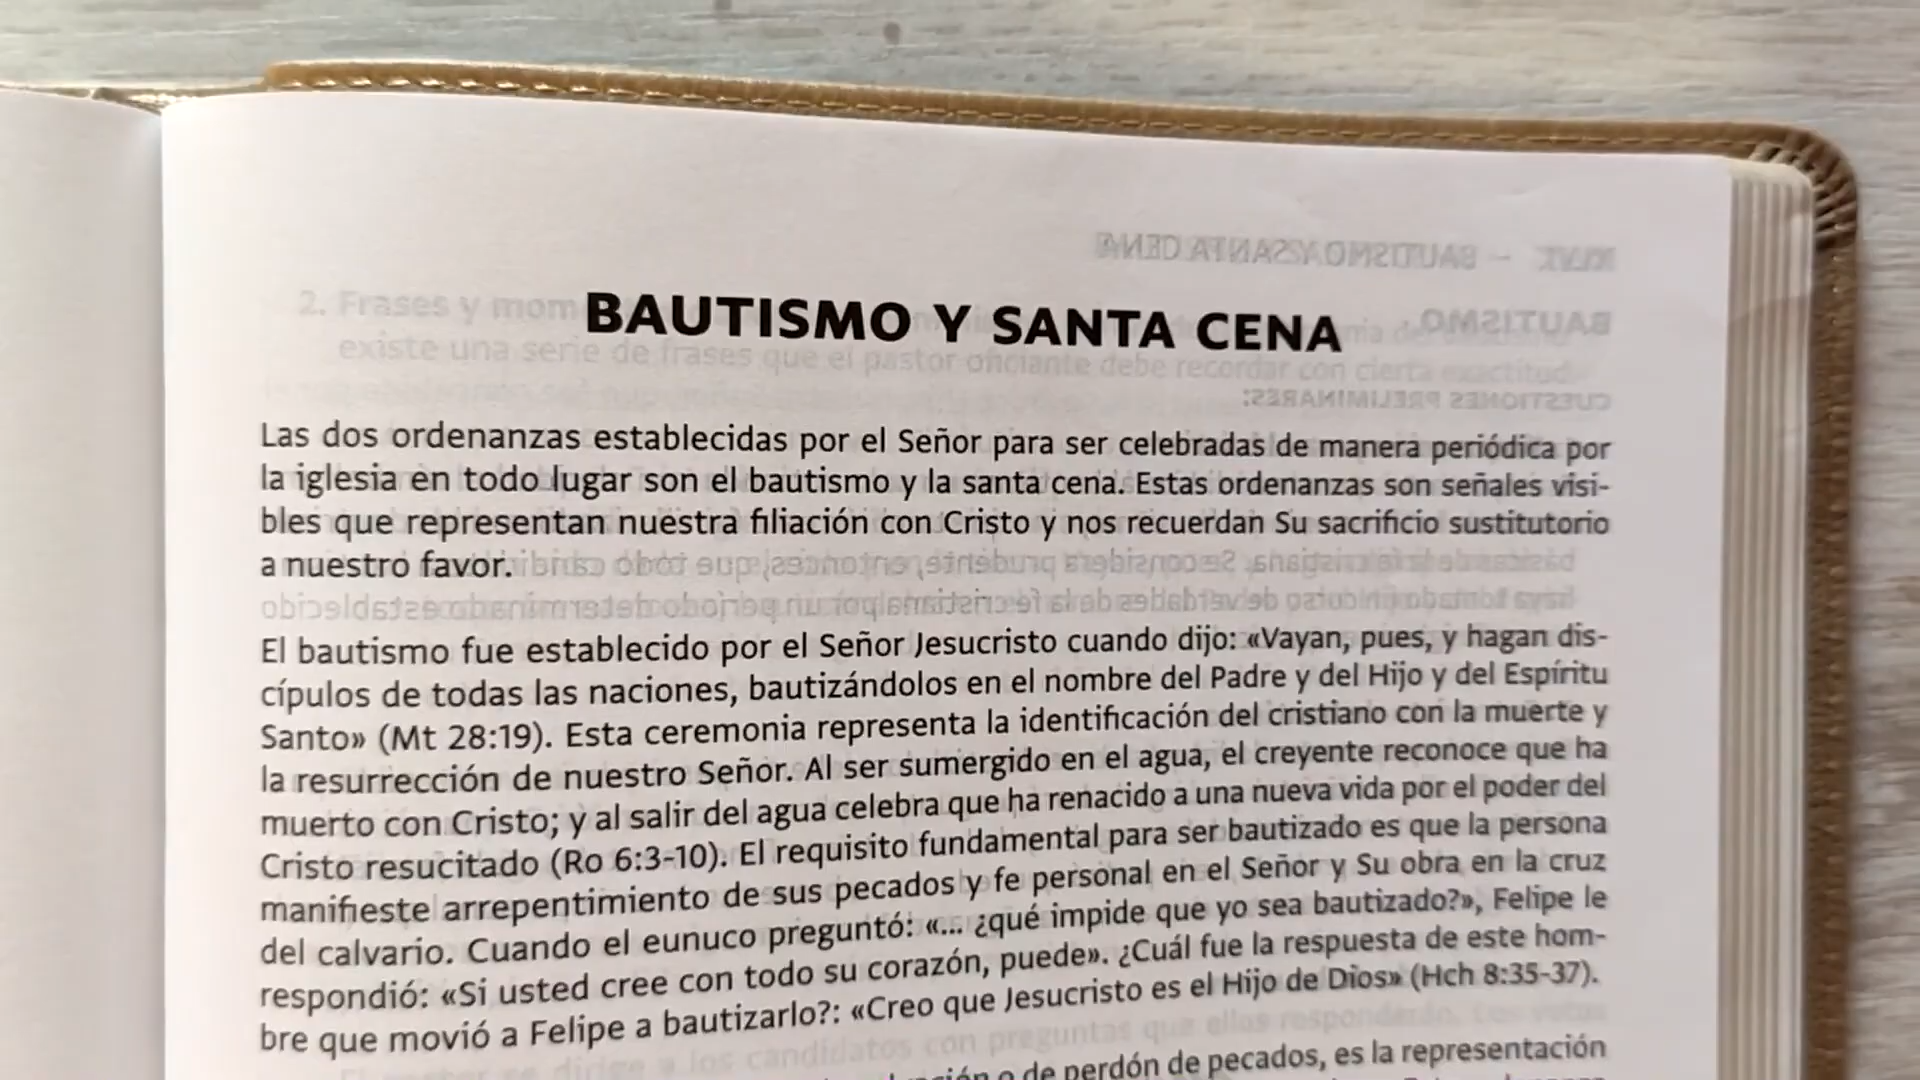 BAUTISMO Y SANTA CENA
Las dos ordenanzas establecidas por el Señor para ser celebradas de manera periódica por
la iglesia en todo lugar son el bautismo y la santa cena. Estas ordenanzas son señales visi-
bles que representan nuestra filiación con Cristo y nos recuerdan Su sacrificio sustitutorio
a nuestro favor.
El bautismo fue establecido por el Señor Jesucristo cuando dijo: «Vayan, pues, y hagan dis-
cípulos de todas las naciones, bautizándolos en el nombre del Padre y del Hijo y del Espíritu
Santo» (Mt 28:19). Esta ceremonia representa la identificación del cristiano con la muerte y
la resurrección de nuestro Señor. Al ser sumergido en el agua, el creyente reconoce que ha
muerto con Cristo; y al salir del agua celebra que ha renacido a una nueva vida por el poder del
Cristo resucitado (Ro 6:3-10). El requisito fundamental para ser bautizado es que la persona
manifieste arrepentimiento de sus pecados y fe personal en el Señor y Su obra en la cruz
del calvario. Cuando el eunuco preguntó: «... ¿qué impide que yo sea bautizado?», Felipe le
respondió: «Si usted cree con todo su corazón, puede». ¿Cuál fue la respuesta de este hom-
bre que movió a Felipe a bautizarlo?: «Creo que Jesucristo es el Hijo de Dios» (Hch 8:35-37).
o de perdón de pecados, es la representación